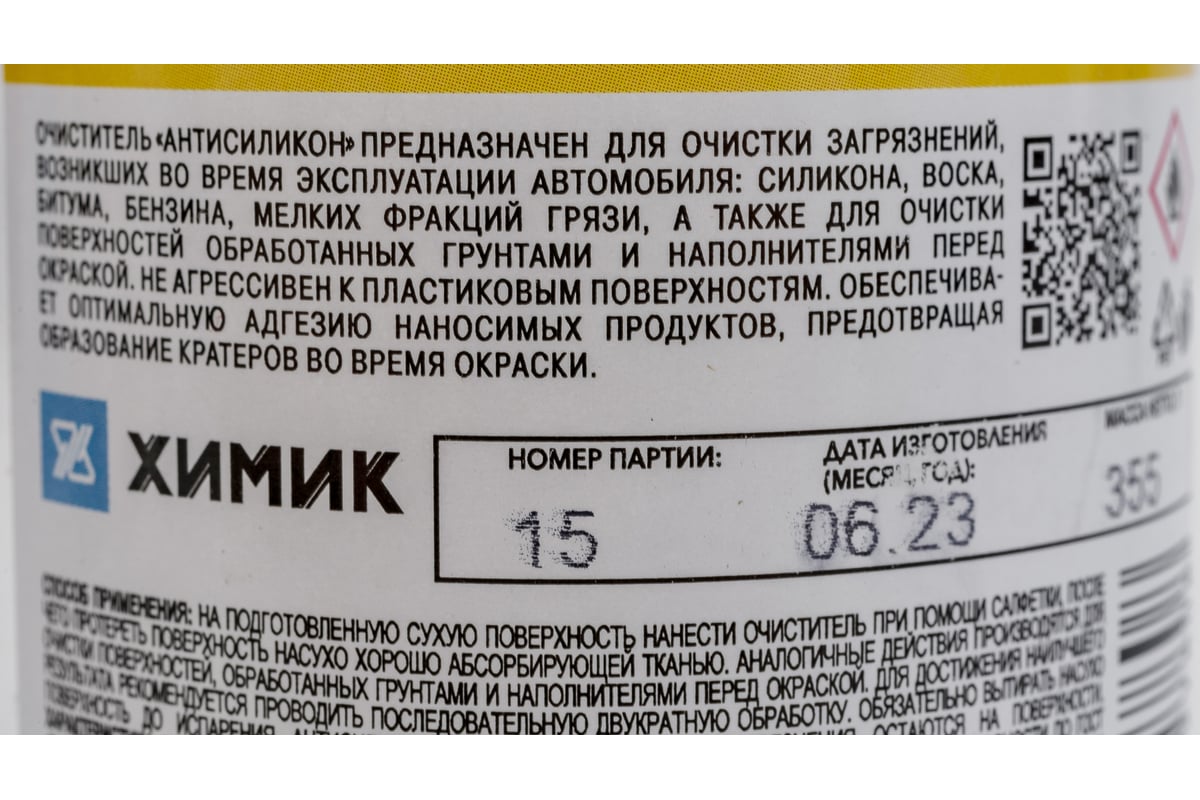 ОЧИСТИТЕЛЬ «АНТИСИЛИКОН» ПРЕДНАЗНАЧЕН ДЛЯ ОЧИСТКИ ЗАГРЯЗНЕНИЙ,
ВОЗНИКШИХ ВО ВРЕМЯ ЭКСПЛУАТАЦИИ АВТОМОБИЛЯ: СИЛИКОНА, ВОСКА,
БИТУМА, БЕНЗИНА, МЕЛКИХ ФРАКЦИЙ ГРЯЗИ, А ТАКЖЕ ДЛЯ ОЧИСТКИ
ПОВЕРХНОСТЕЙ ОБРАБОТАННЫХ ГРУНТАМИ И НАПОЛНИТЕЛЯМИ ПЕРЕД
ОКРАСКОЙ. НЕ АГРЕССИВЕН К ПЛАСТИКОВЫМ ПОВЕРХНОСТЯМ. ОБЕСПЕЧИВА-
ЕТ ОПТИМАЛЬНУЮ АДГЕЗИЮ НАНОСИМЫХ ПРОДУКТОВ, ПРЕДОТВРАЩАЯ
ОБРАЗОВАНИЕ КРАТЕРОВ ВО ВРЕМЯ ОКРАСКИ.
ХИМИК
НОМЕР ПАРТИИ:
15
ДАТА ИЗГОТОВЛЕНИЯ
(МЕСЯЦ, ГОД):
06.23
МАССА НЕТТО
355
СПОСОБ ПРИМЕНЕНИЯ: НА ПОДГОТОВЛЕННУЮ СУХУЮ ПОВЕРХНОСТЬ НАНЕСТИ ОЧИСТИТЕЛЬ ПРИ ПОМОЩИ САЛФЕТКИ, ПОСЛЕ
ЧЕГО ПРОТЕРЕТЬ ПОВЕРХНОСТЬ НАСУХО ХОРОШО АБСОРБИРУЮЩЕЙ ТКАНЬЮ. АНАЛОГИЧНЫЕ ДЕЙСТВИЯ ПРОИЗВОДЯТСЯ ДЛЯ
ОЧИСТКИ ПОВЕРХНОСТЕЙ, ОБРАБОТАННЫХ ГРУНТАМИ И НАПОЛНИТЕЛЯМИ ПЕРЕД ОКРАСКОЙ. ДЛЯ ДОСТИЖЕНИЯ НАИЛУЧШЕГО
РЕЗУЛЬТАТА РЕКОМЕНДУЕТСЯ ПРОВОДИТЬ ПОСЛЕДОВАТЕЛЬНУЮ ДВУКРАТНУЮ ОБРАБОТКУ. ОБЯЗАТЕЛЬНО ВЫТИРАТЬ НАСУХО
ПОВЕРХНОСТЬ ДО ИСПАРЕНИЯ ОСТАЮТСЯ НА ПОВЕРХНОСТИ.